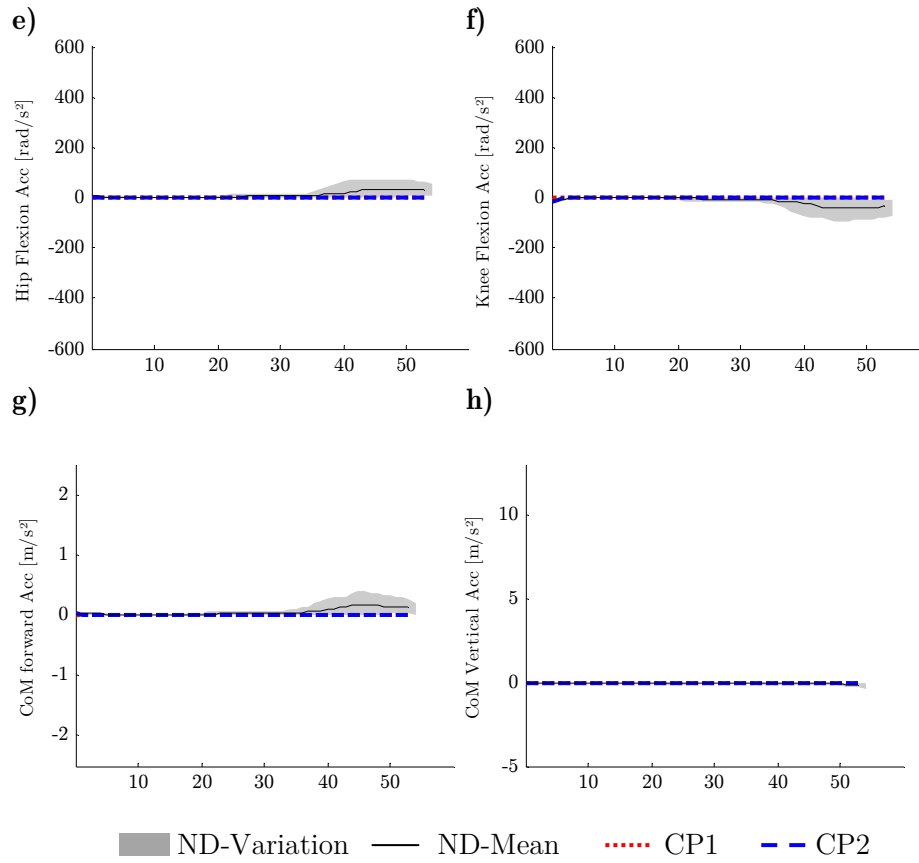 e)
f)
600
400
200
0
-200
-400
-600
Hip Flexion Acc [rad/s²]
10 20 30 40 50
600
400
200
0
-200
-400
-600
Knee Flexion Acc [rad/s²]
10 20 30 40 50
g)
h)
2
1
0
-1
-2
CoM forward Acc [m/s²]
10 20 30 40 50
10
5
0
-5
CoM Vertical Acc [m/s²]
10 20 30 40 50
ND-Variation ND-Mean CP1 CP2